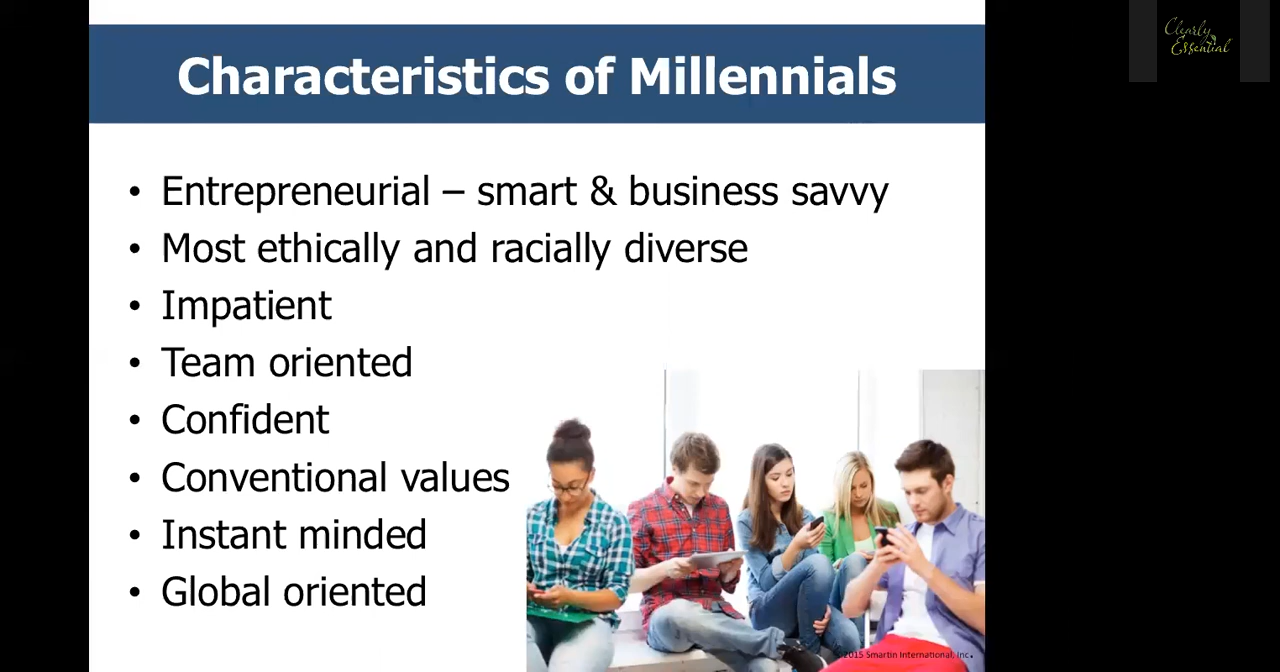 Clearly
Essential
Characteristics of Millennials
• Entrepreneurial – smart & business savvy
• Most ethically and racially diverse
• Impatient
• Team oriented
• Confident
• Conventional values
• Instant minded
• Global oriented
2015 Smartin International, Inc.